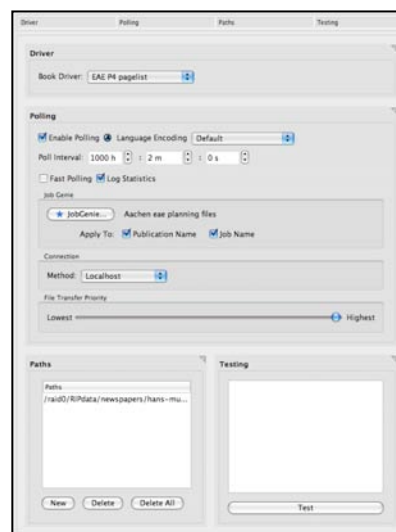 Driver Polling Paths Testing
Driver
Book Driver: EAE P4 pagelist
Polling
Enable Polling Language Encoding Default
Poll Interval: 1000 h : 2 m : 0 s
Fast Polling Log Statistics
Job Genie
JobGenie... Aachen eae planning files
Apply To: Publication Name Job Name
Connection
Method: Localhost
File Transfer Priority
Lowest Highest
Paths
Paths
/raid0/RIPdata/newspapers/hans-mu...
New Delete Delete All
Testing
Test